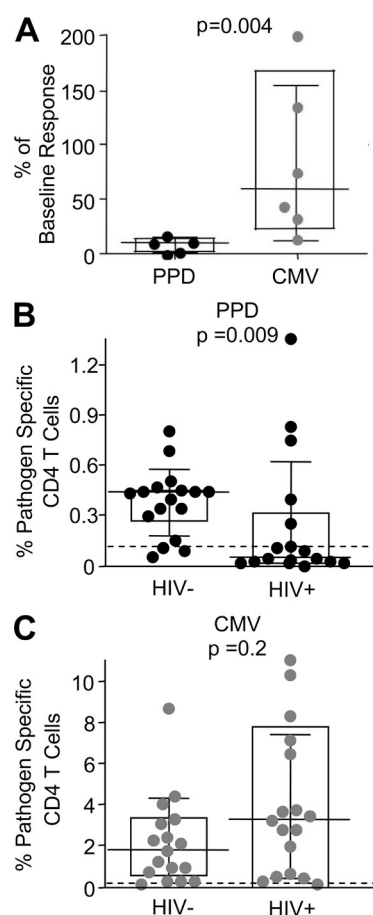 A
p=0.004
% of
Baseline Response
200
150
100
50
0
PPD
CMV
B
PPD
p =0.009
% Pathogen Specific
CD4 T Cells
1.2
0.9
0.6
0.3
0
HIV-
HIV+
C
CMV
p =0.2
% Pathogen Specific
CD4 T Cells
10
8
6
4
2
0
HIV-
HIV+